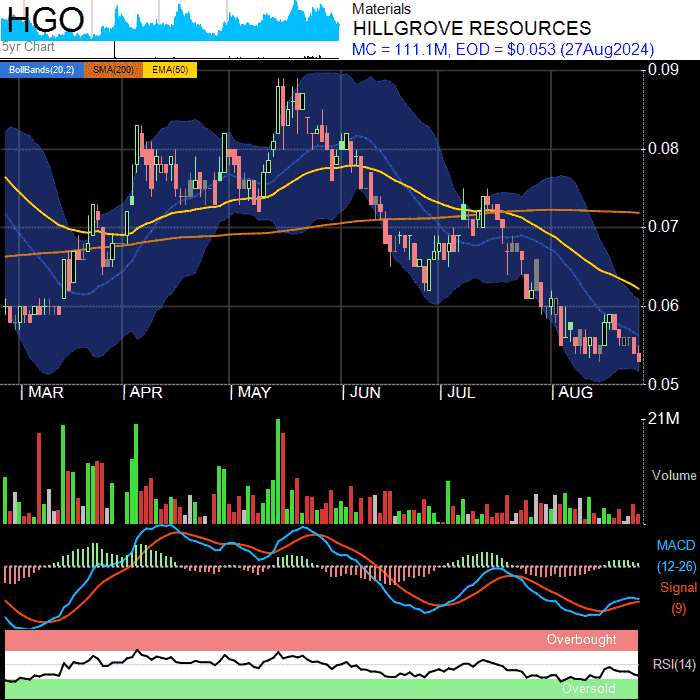 HGO
5yr Chart
Materials
HILLGROVE RESOURCES
MC = 111.1M, EOD = $0.053 (27Aug2024)
BollBands(20,2) SMA(200) EMA(50)
0.09
0.08
0.07
0.06
0.05
MAR APR MAY JUN JUL AUG
21M
Volume
MACD
(12-26)
Signal
(9)
Overbought
RSI(14)
Oversold